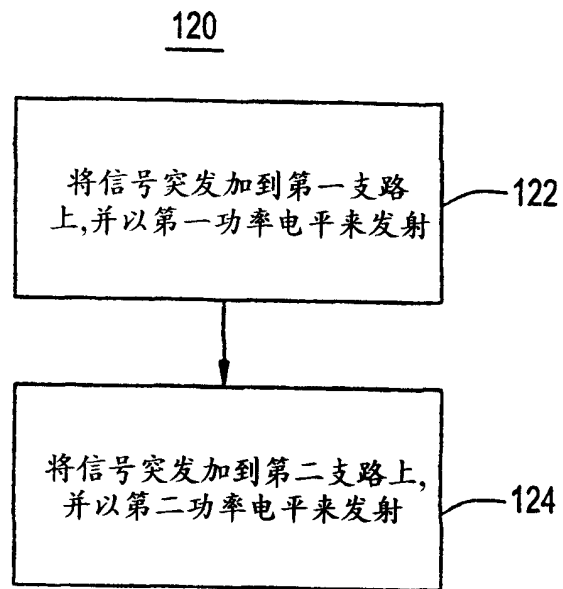 120
将信号突发加到第一支路
上,并以第一功率电平来发射
122
将信号突发加到第二支路上,
并以第二功率电平来发射
124